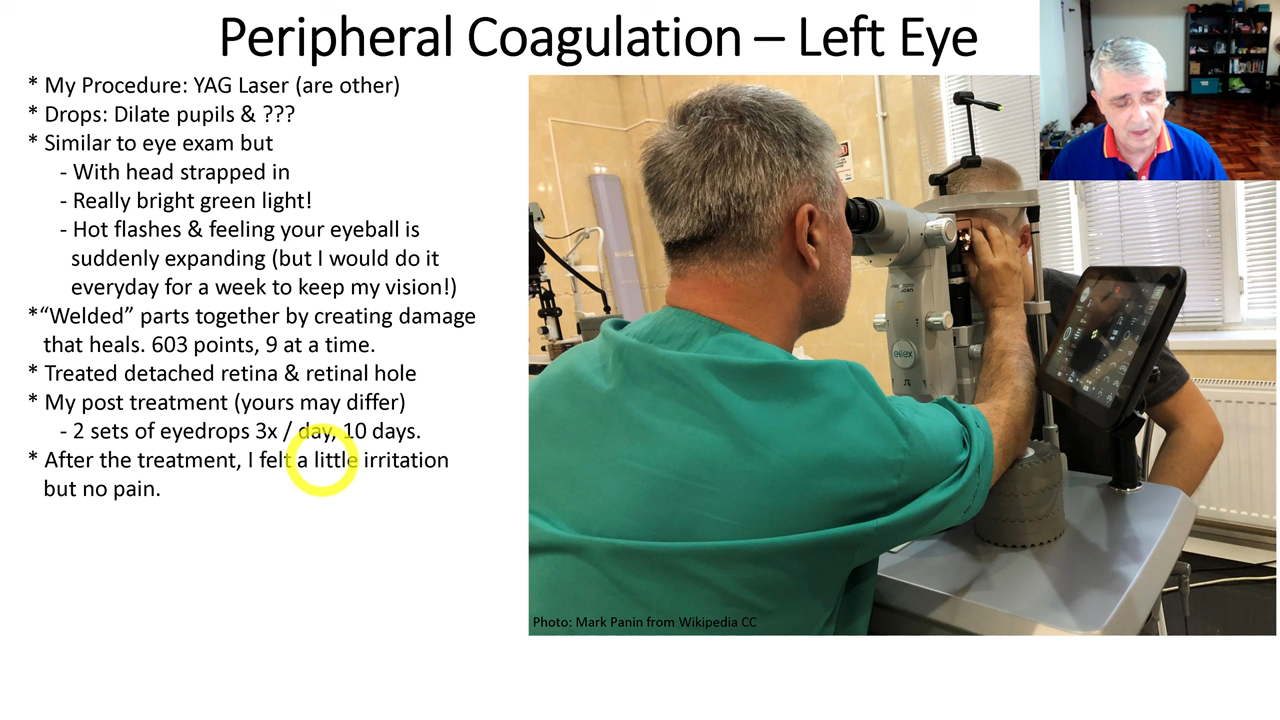 Peripheral Coagulation – Left Eye
* My Procedure: YAG Laser (are other)
* Drops: Dilate pupils & ???
* Similar to eye exam but
- With head strapped in
- Really bright green light!
- Hot flashes & feeling your eyeball is
suddenly expanding (but I would do it
everyday for a week to keep my vision!)
*“Welded” parts together by creating damage
that heals. 603 points, 9 at a time.
* Treated detached retina & retinal hole
* My post treatment (yours may differ)
- 2 sets of eyedrops 3x / day, 10 days.
* After the treatment, I felt a little irritation
but no pain.
ellex
Photo: Mark Panin from Wikipedia CC